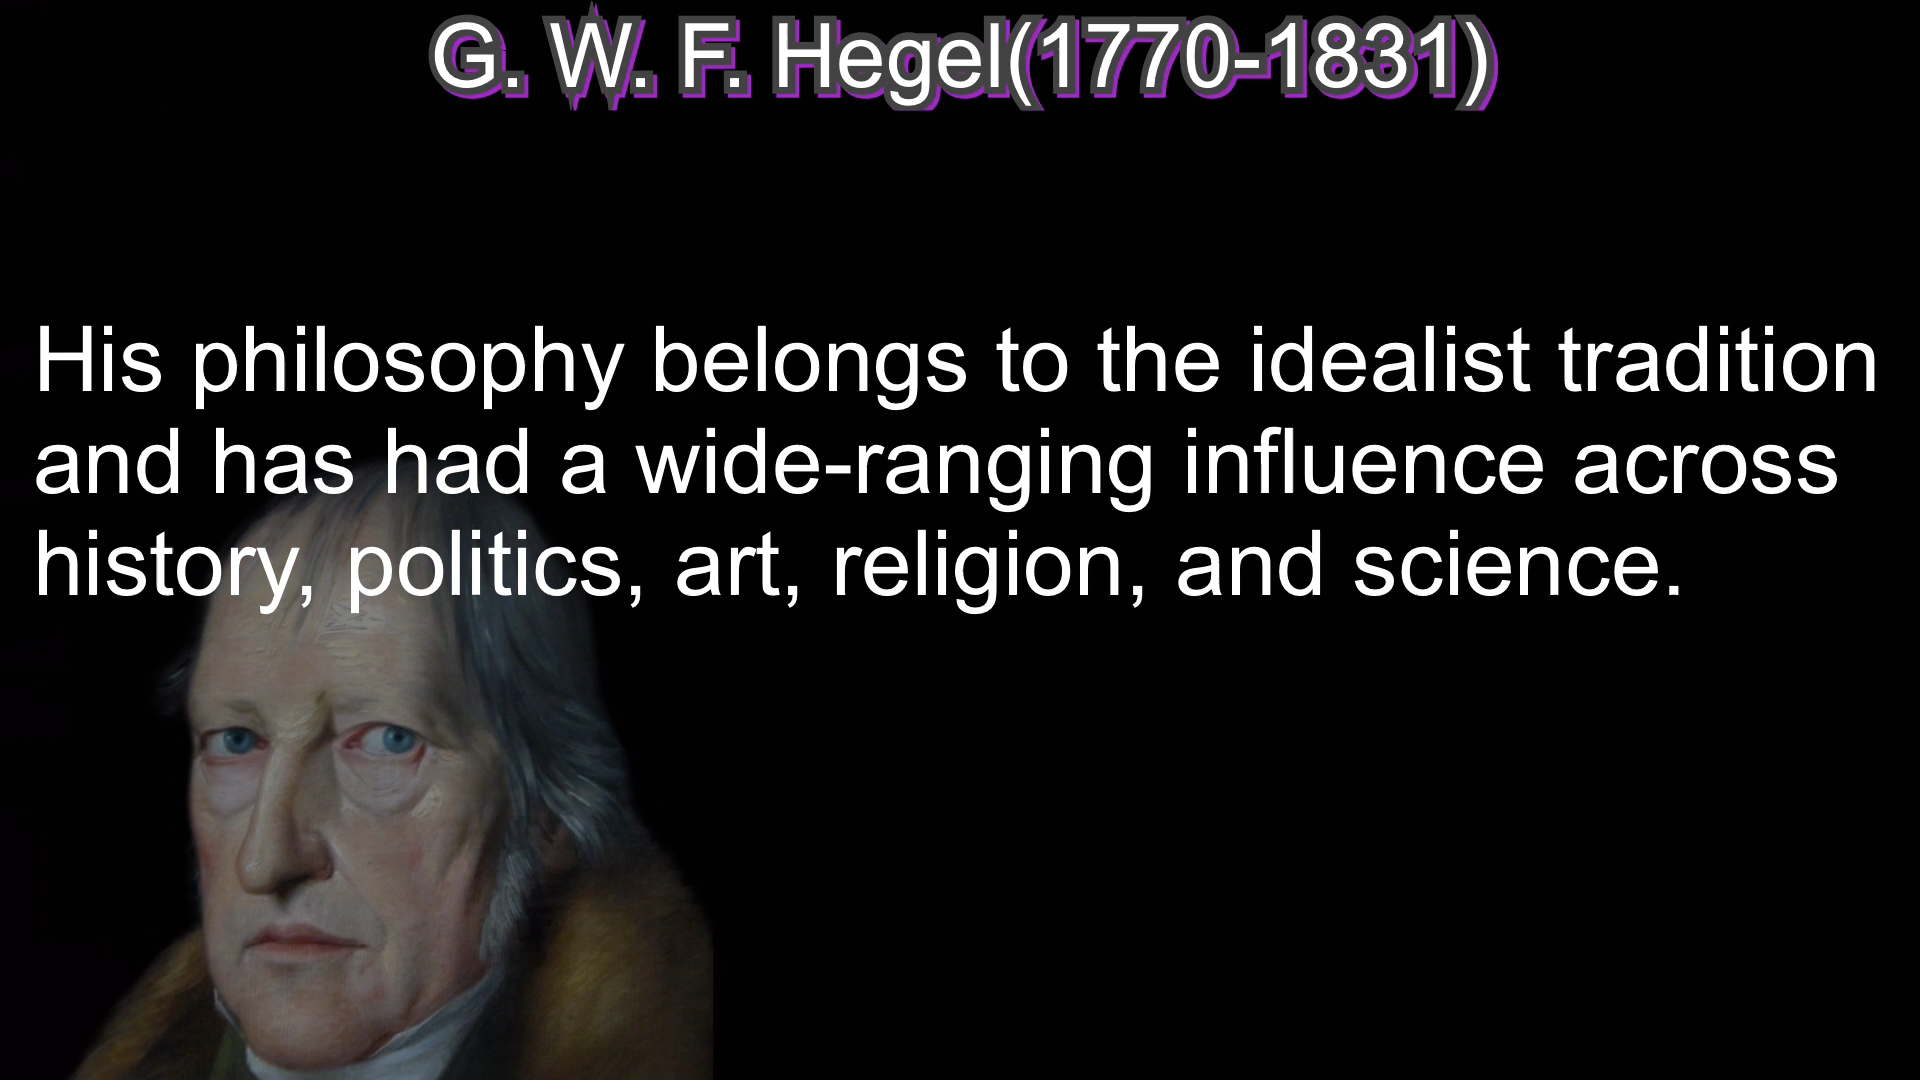 G. W. F. Hegel(1770-1831)
His philosophy belongs to the idealist tradition
and has had a wide-ranging influence across
history, politics, art, religion, and science.